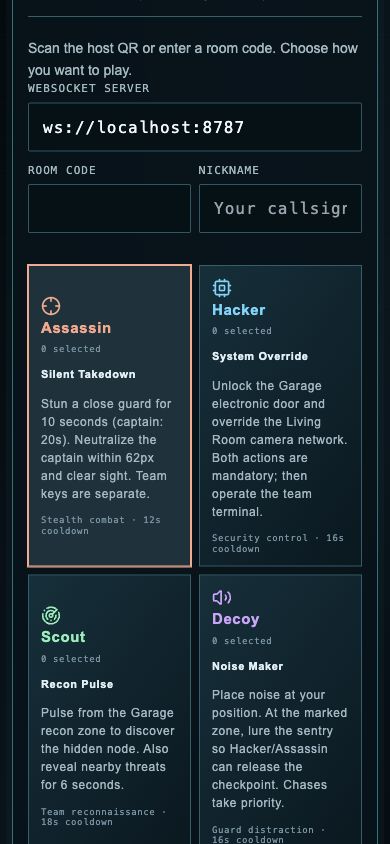 Scan the host QR or enter a room code. Choose how
you want to play.
WEBSOCKET SERVER
ws://localhost:8787
ROOM CODE
NICKNAME
Your callsign
Assassin
0 selected
Silent Takedown
Stun a close guard for
10 seconds (captain:
20s). Neutralize the
captain within 62px
and clear sight. Team
keys are separate.
Stealth combat · 12s
cooldown
Hacker
0 selected
System Override
Unlock the Garage
electronic door and
override the Living
Room camera network.
Both actions are
mandatory; then
operate the team
terminal.
Security control · 16s
cooldown
Scout
0 selected
Recon Pulse
Pulse from the Garage
recon zone to discover
the hidden node. Also
reveal nearby threats
for 6 seconds.
Team reconnaissance ·
18s cooldown
Decoy
0 selected
Noise Maker
Place noise at your
position. At the marked
zone, lure the sentry
so Hacker/Assassin
can release the
checkpoint. Chases
take priority.
Guard distraction ·
16s cooldown